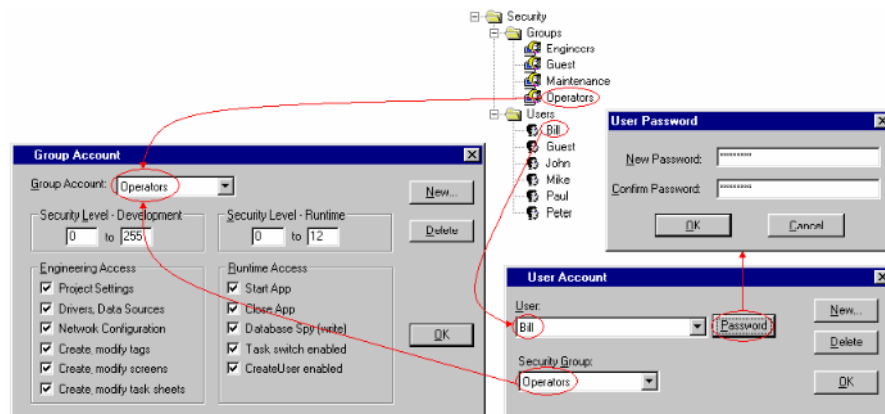 Security
Groups
Engineers
Guest
Maintenance
Operators
Users
Bill
Guest
John
Mike
Paul
Peter
User Password
New Password: *********
Confirm Password: *********
OK Cancel
Group Account
Group Account: Operators
New...
Security Level - Development
0 to 255
Security Level - Runtime
0 to 12
Delete
Engineering Access
Project Settings
Drivers, Data Sources
Network Configuration
Create, modify tags
Create, modify screens
Create, modify task sheets
Runtime Access
Start App
Close App
Database Spy (write)
Task switch enabled
CreateUser enabled
OK
User Account
User:
Bill
Password
New...
Delete
Security Group:
Operators
OK